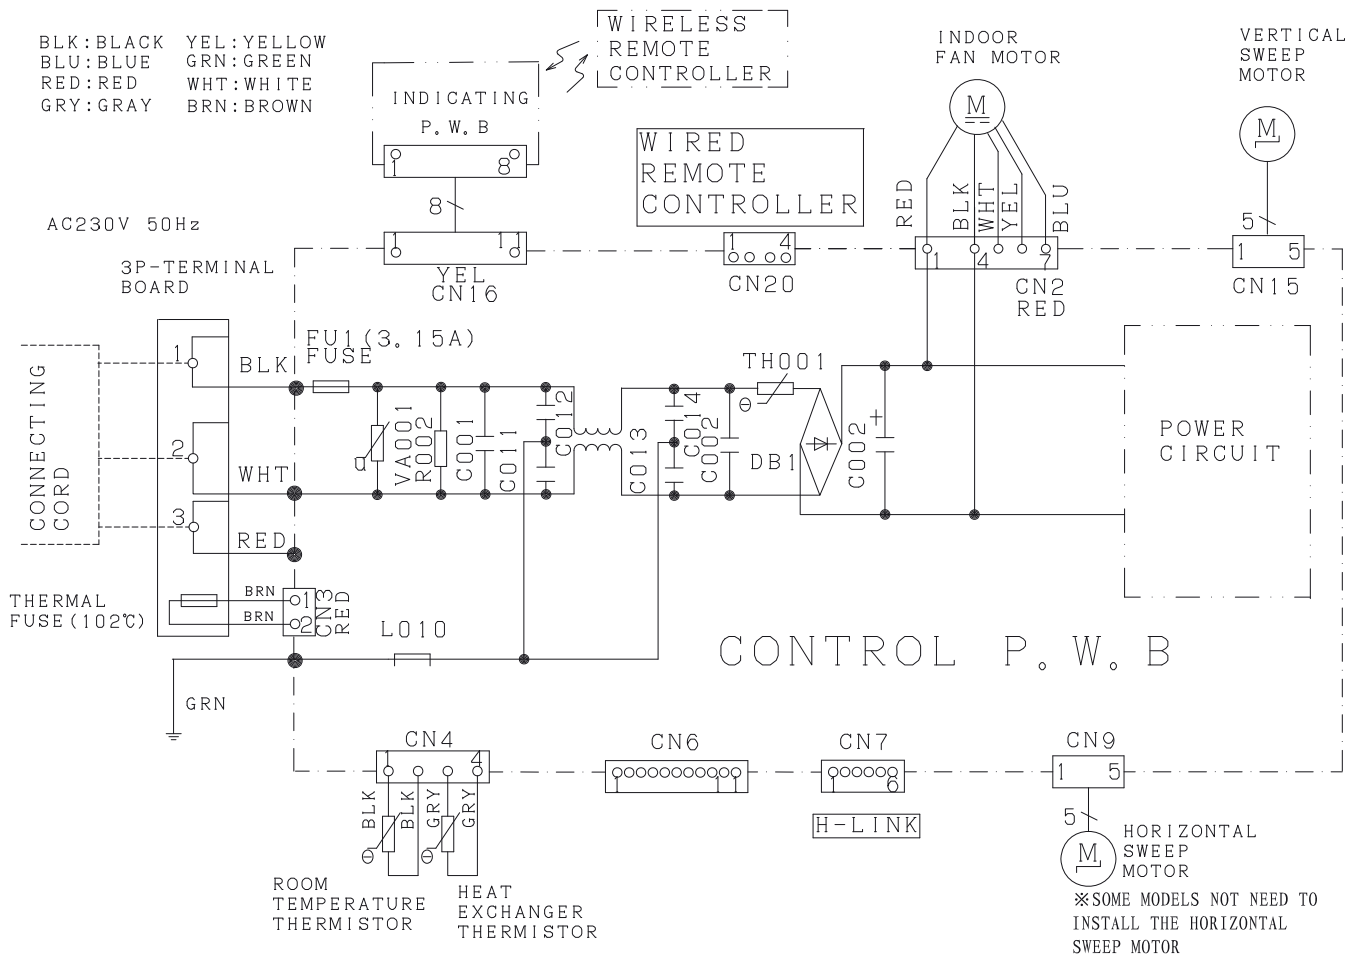 BLK:BLACK YEL:YELLOW
BLU:BLUE GRN:GREEN
RED:RED WHT:WHITE
GRY:GRAY BRN:BROWN
WIRELESS
REMOTE
CONTROLLER
INDICATING
P.W.B
1 8
8
1 11
YEL
CN16
WIRED
REMOTE
CONTROLLER
1 4
CN20
INDOOR
FAN MOTOR
M
RED
BLK
WHT
YEL
BLU
1 4 7
CN2
RED
VERTICAL
SWEEP
MOTOR
M
5
1 5
CN15
AC230V 50Hz
3P-TERMINAL
BOARD
CONNECTING
CORD
1
2
3
BLK
WHT
RED
FU1(3.15A)
FUSE
VA001
R002
C001
C011
C012
C013
C014
C002
TH001
DB1
+
C002
POWER
CIRCUIT
THERMAL
FUSE(102℃)
BRN
BRN
1
2
CN3
RED
L010
GRN
CONTROL P.W.B
CN4
1 4
BLK
BLK
GRY
GRY
ROOM
TEMPERATURE
THERMISTOR
HEAT
EXCHANGER
THERMISTOR
CN6
1 11
CN7
1 6
H-LINK
CN9
1 5
5
M
HORIZONTAL
SWEEP
MOTOR
※SOME MODELS NOT NEED TO
INSTALL THE HORIZONTAL
SWEEP MOTOR